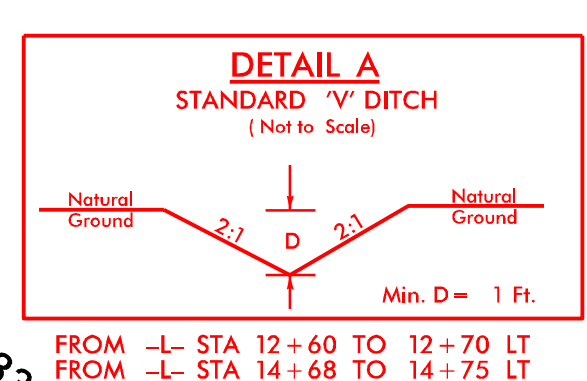 DETAIL A
STANDARD 'V' DITCH
( Not to Scale)
Natural
Ground
2:1
D
2:1
Natural
Ground
Min. D= 1 Ft.
FROM -L- STA 12+60 TO 12+70 LT
FROM -L- STA 14+68 TO 14+75 LT